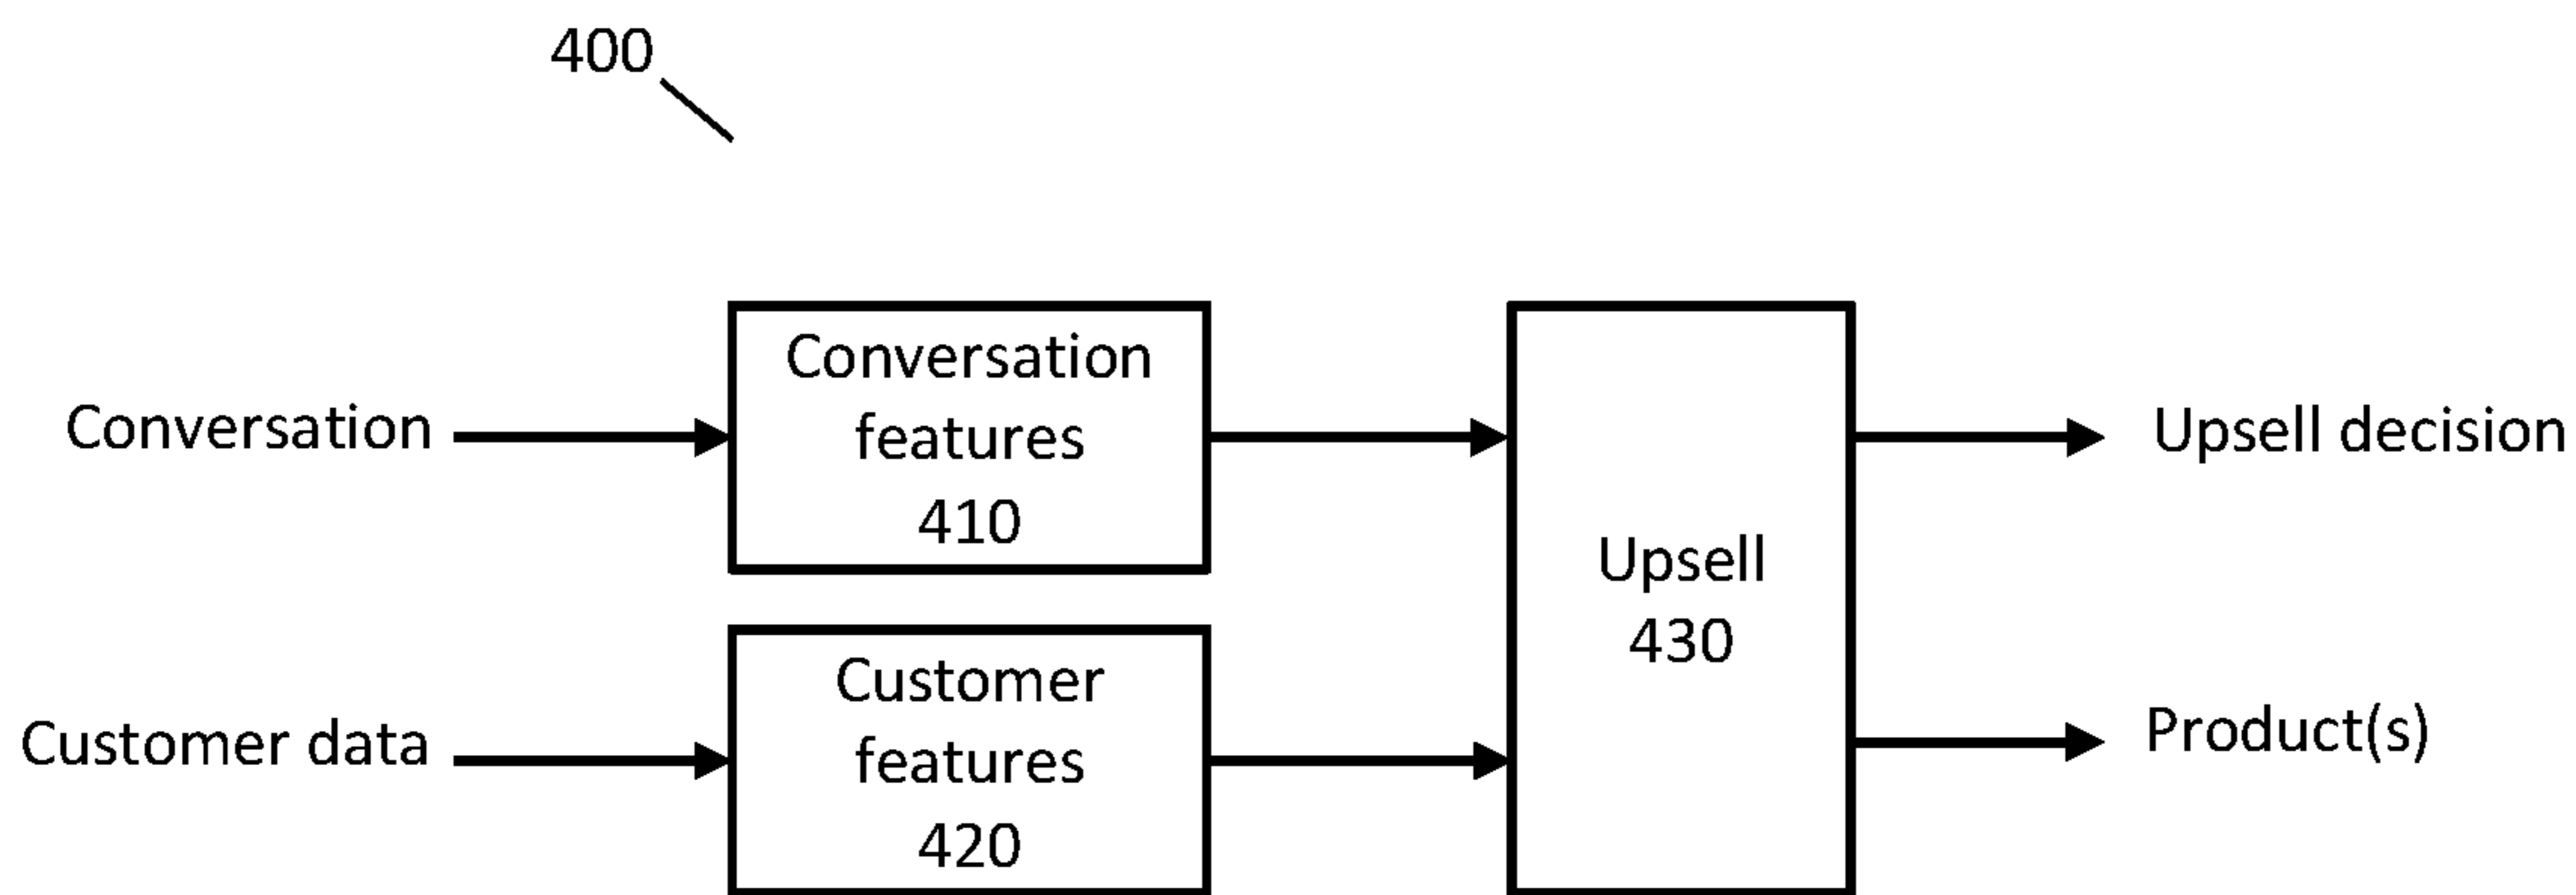 400
Conversation
Conversation
features
410
Upsell decision
Upsell
430
Customer data
Customer
features
420
Product(s)